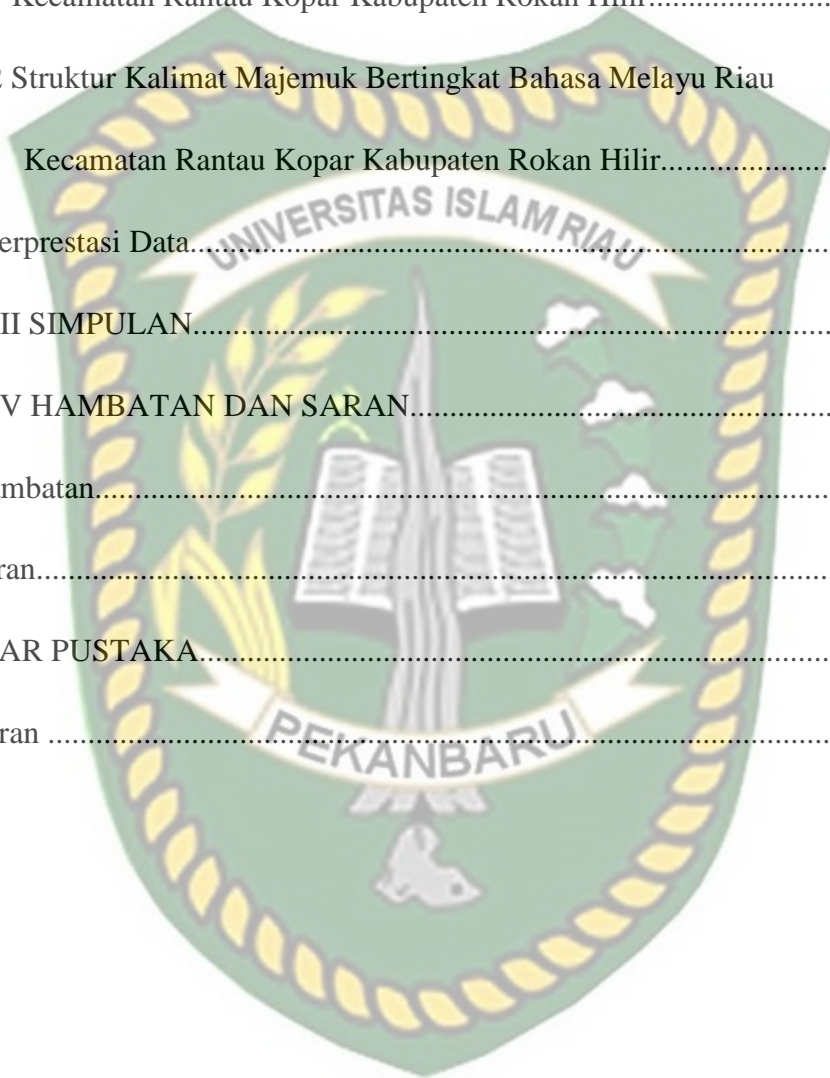 Kecamatan Rantau Kopar Kabupaten Rokan Hilir..........................
2 Struktur Kalimat Majemuk Bertingkat Bahasa Melayu Riau
Kecamatan Rantau Kopar Kabupaten Rokan Hilir....................
UNIVERSITAS ISLAM RIAU
erprestasi Data...............................................................................
II SIMPULAN..............................................................................
V HAMBATAN DAN SARAN....................................................
mbatan...........................................................................................
ran..................................................................................................
AR PUSTAKA.............................................................................
ran .................................................................................................
PEKANBARU